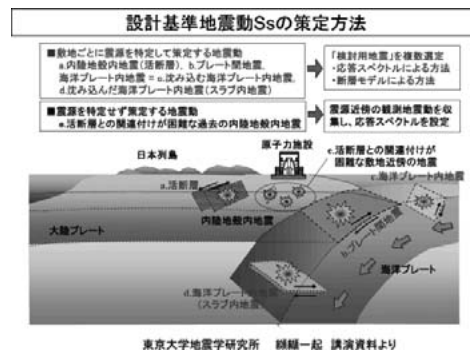 設計基準地震動Ssの策定方法
■敷地ごとに震源を特定して策定する地震動
a.内陸地殻内地震(活断層), b.プレート間地震,
海洋プレート内地震=c.沈み込む海洋プレート内地震,
d.沈み込んだ海洋プレート内地震(スラブ内地震)
「検討用地震」を複数選定
・応答スペクトルによる方法
・断層モデルによる方法
■震源を特定せず策定する地震動
e.活断層との関連付けが困難な過去の内陸地殻内地震
震源近傍の観測地震動を収集し、応答スペクトルを設定
原子力施設
日本列島
e.活断層との関連付けが
困難な敷地近傍の地震
a.活断層
c.海洋プレート内地震
内陸地殻内地震
大陸プレート
b.プレート間地震
海洋プレート
d.海洋プレート内地震
(スラブ内地震)
東京大学地震学研究所 纐纈一起 講演資料より